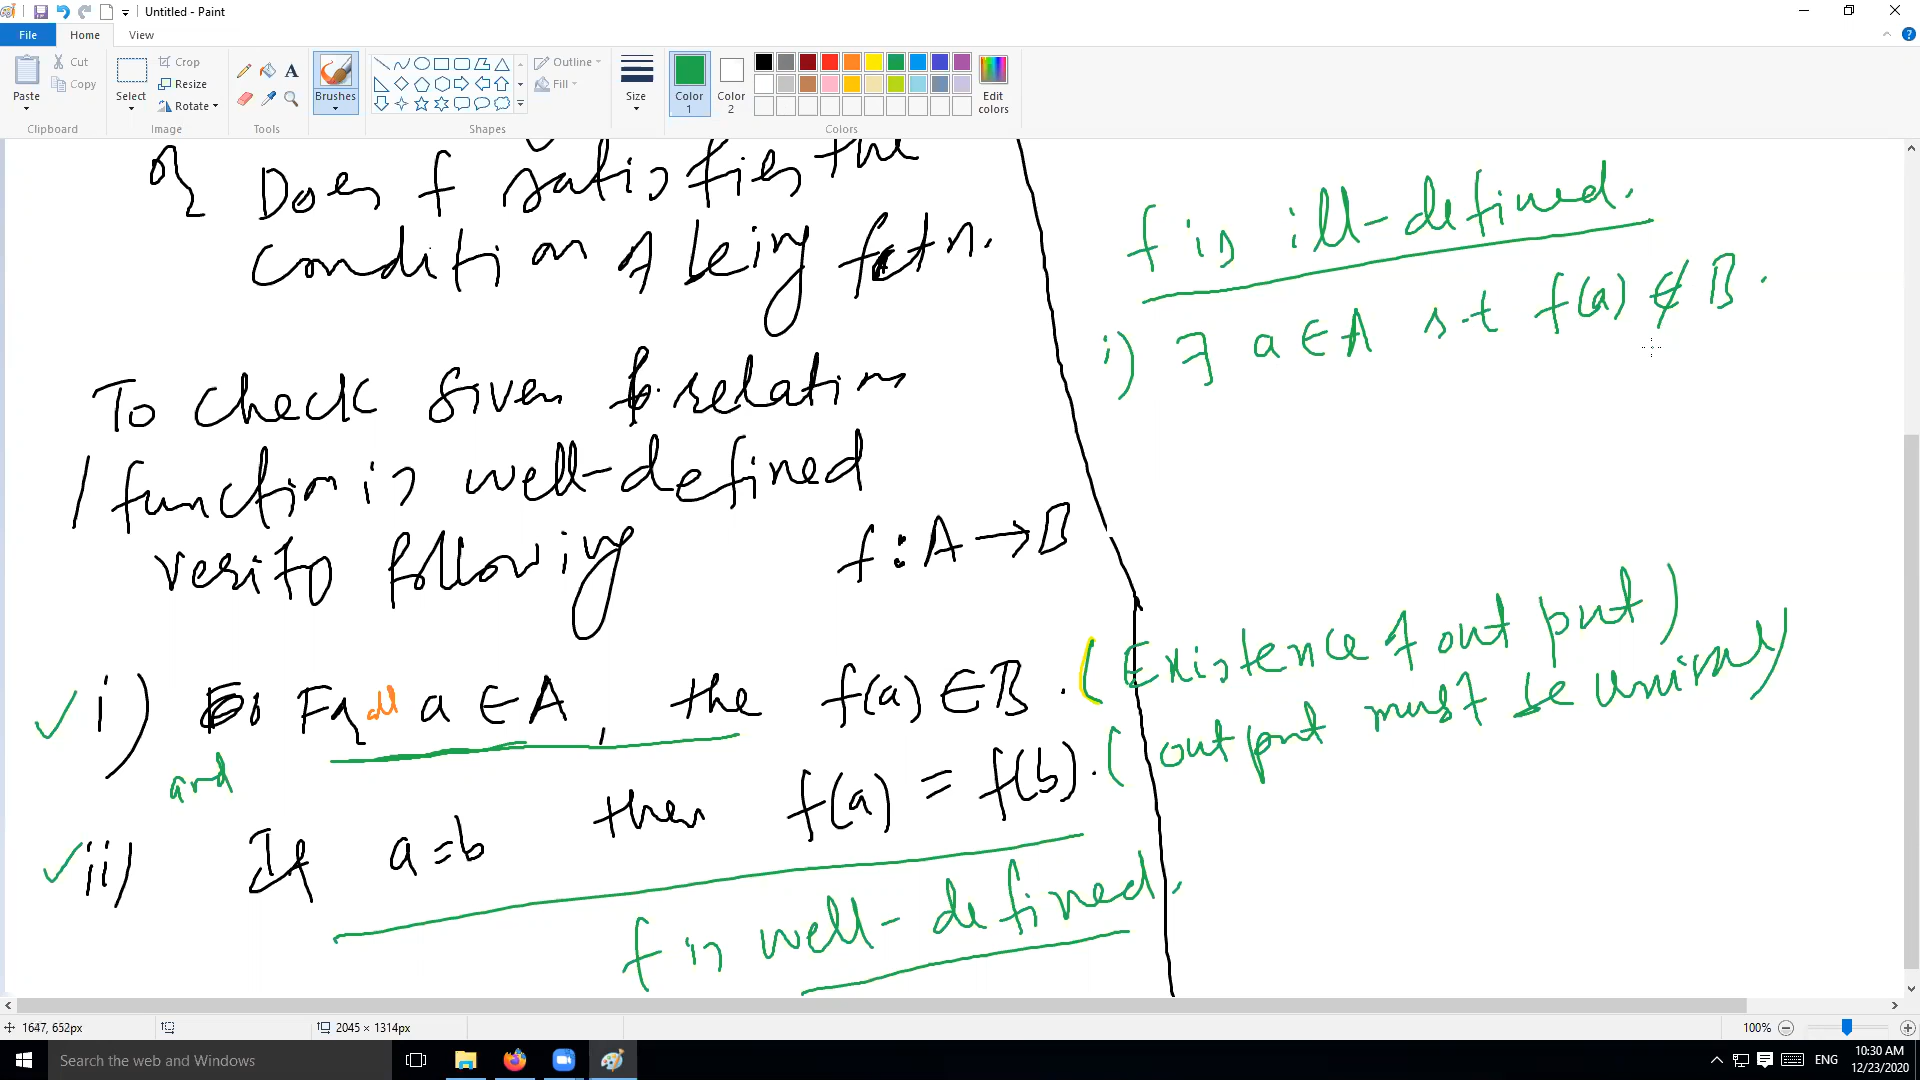 Untitled - Paint
File Home View
Paste
Cut
Copy
Clipboard
Select
Crop
Resize
Rotate
Image
Tools
Brushes
Shapes
Outline
Fill
Size
Color 1
Color 2
Edit colors
Colors
or Does f satisfies the
condition of being fctn.
To check given relation
/ function is well-defined
verify following f : A → B
i) For all a ∈ A, the f(a) ∈ B. (Existence of out put)
and
ii) If a = b then f(a) = f(b). (output must be unique)
f is well-defined.
f is ill-defined.
i) ∃ a ∈ A s.t f(a) ∉ B.
1647, 652px
2045 × 1314px
100%
Search the web and Windows
ENG
10:30 AM
12/23/2020